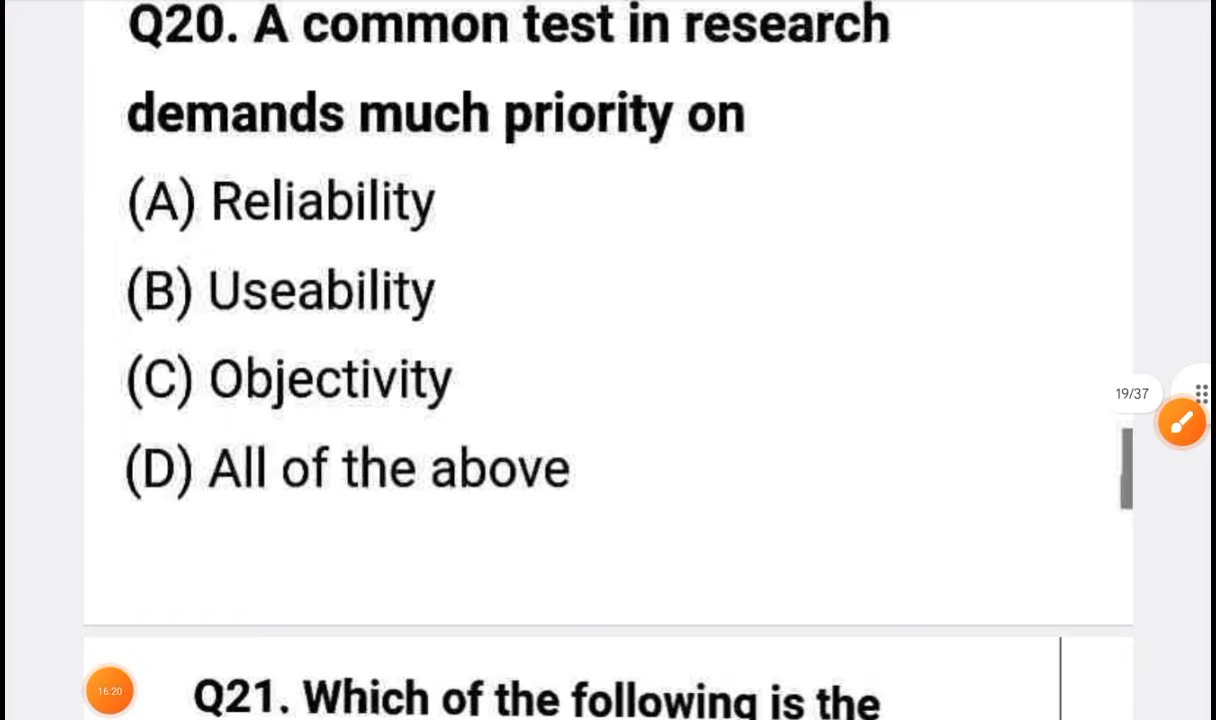 Q20. A common test in research
demands much priority on
(A) Reliability
(B) Useability
(C) Objectivity
(D) All of the above
19/37
16:20
Q21. Which of the following is the